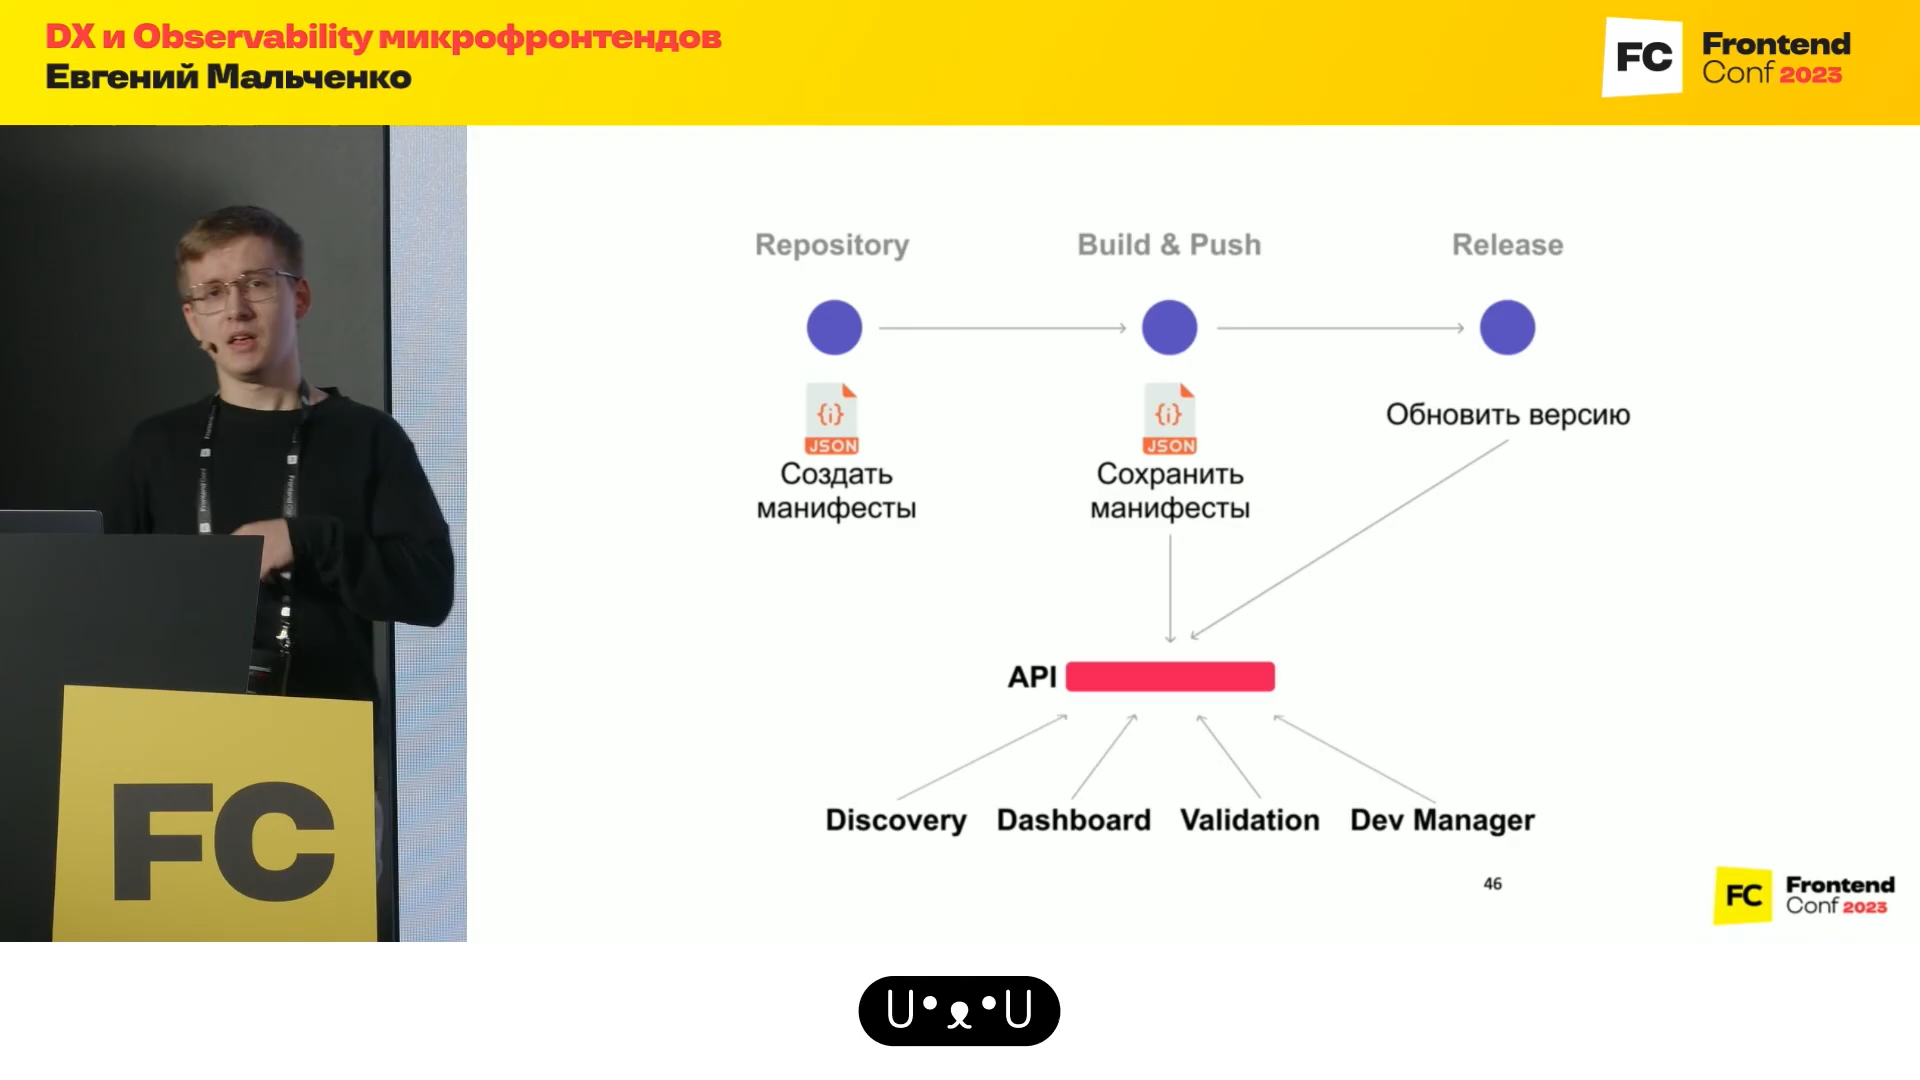 DX и Observability микрофронтендов
Евгений Мальченко
FC
Frontend
Conf 2023
Repository
Build & Push
Release
{i}
JSON
Создать
манифесты
{i}
JSON
Сохранить
манифесты
Обновить версию
API
Discovery
Dashboard
Validation
Dev Manager
46
FC
Frontend
Conf 2023
FC